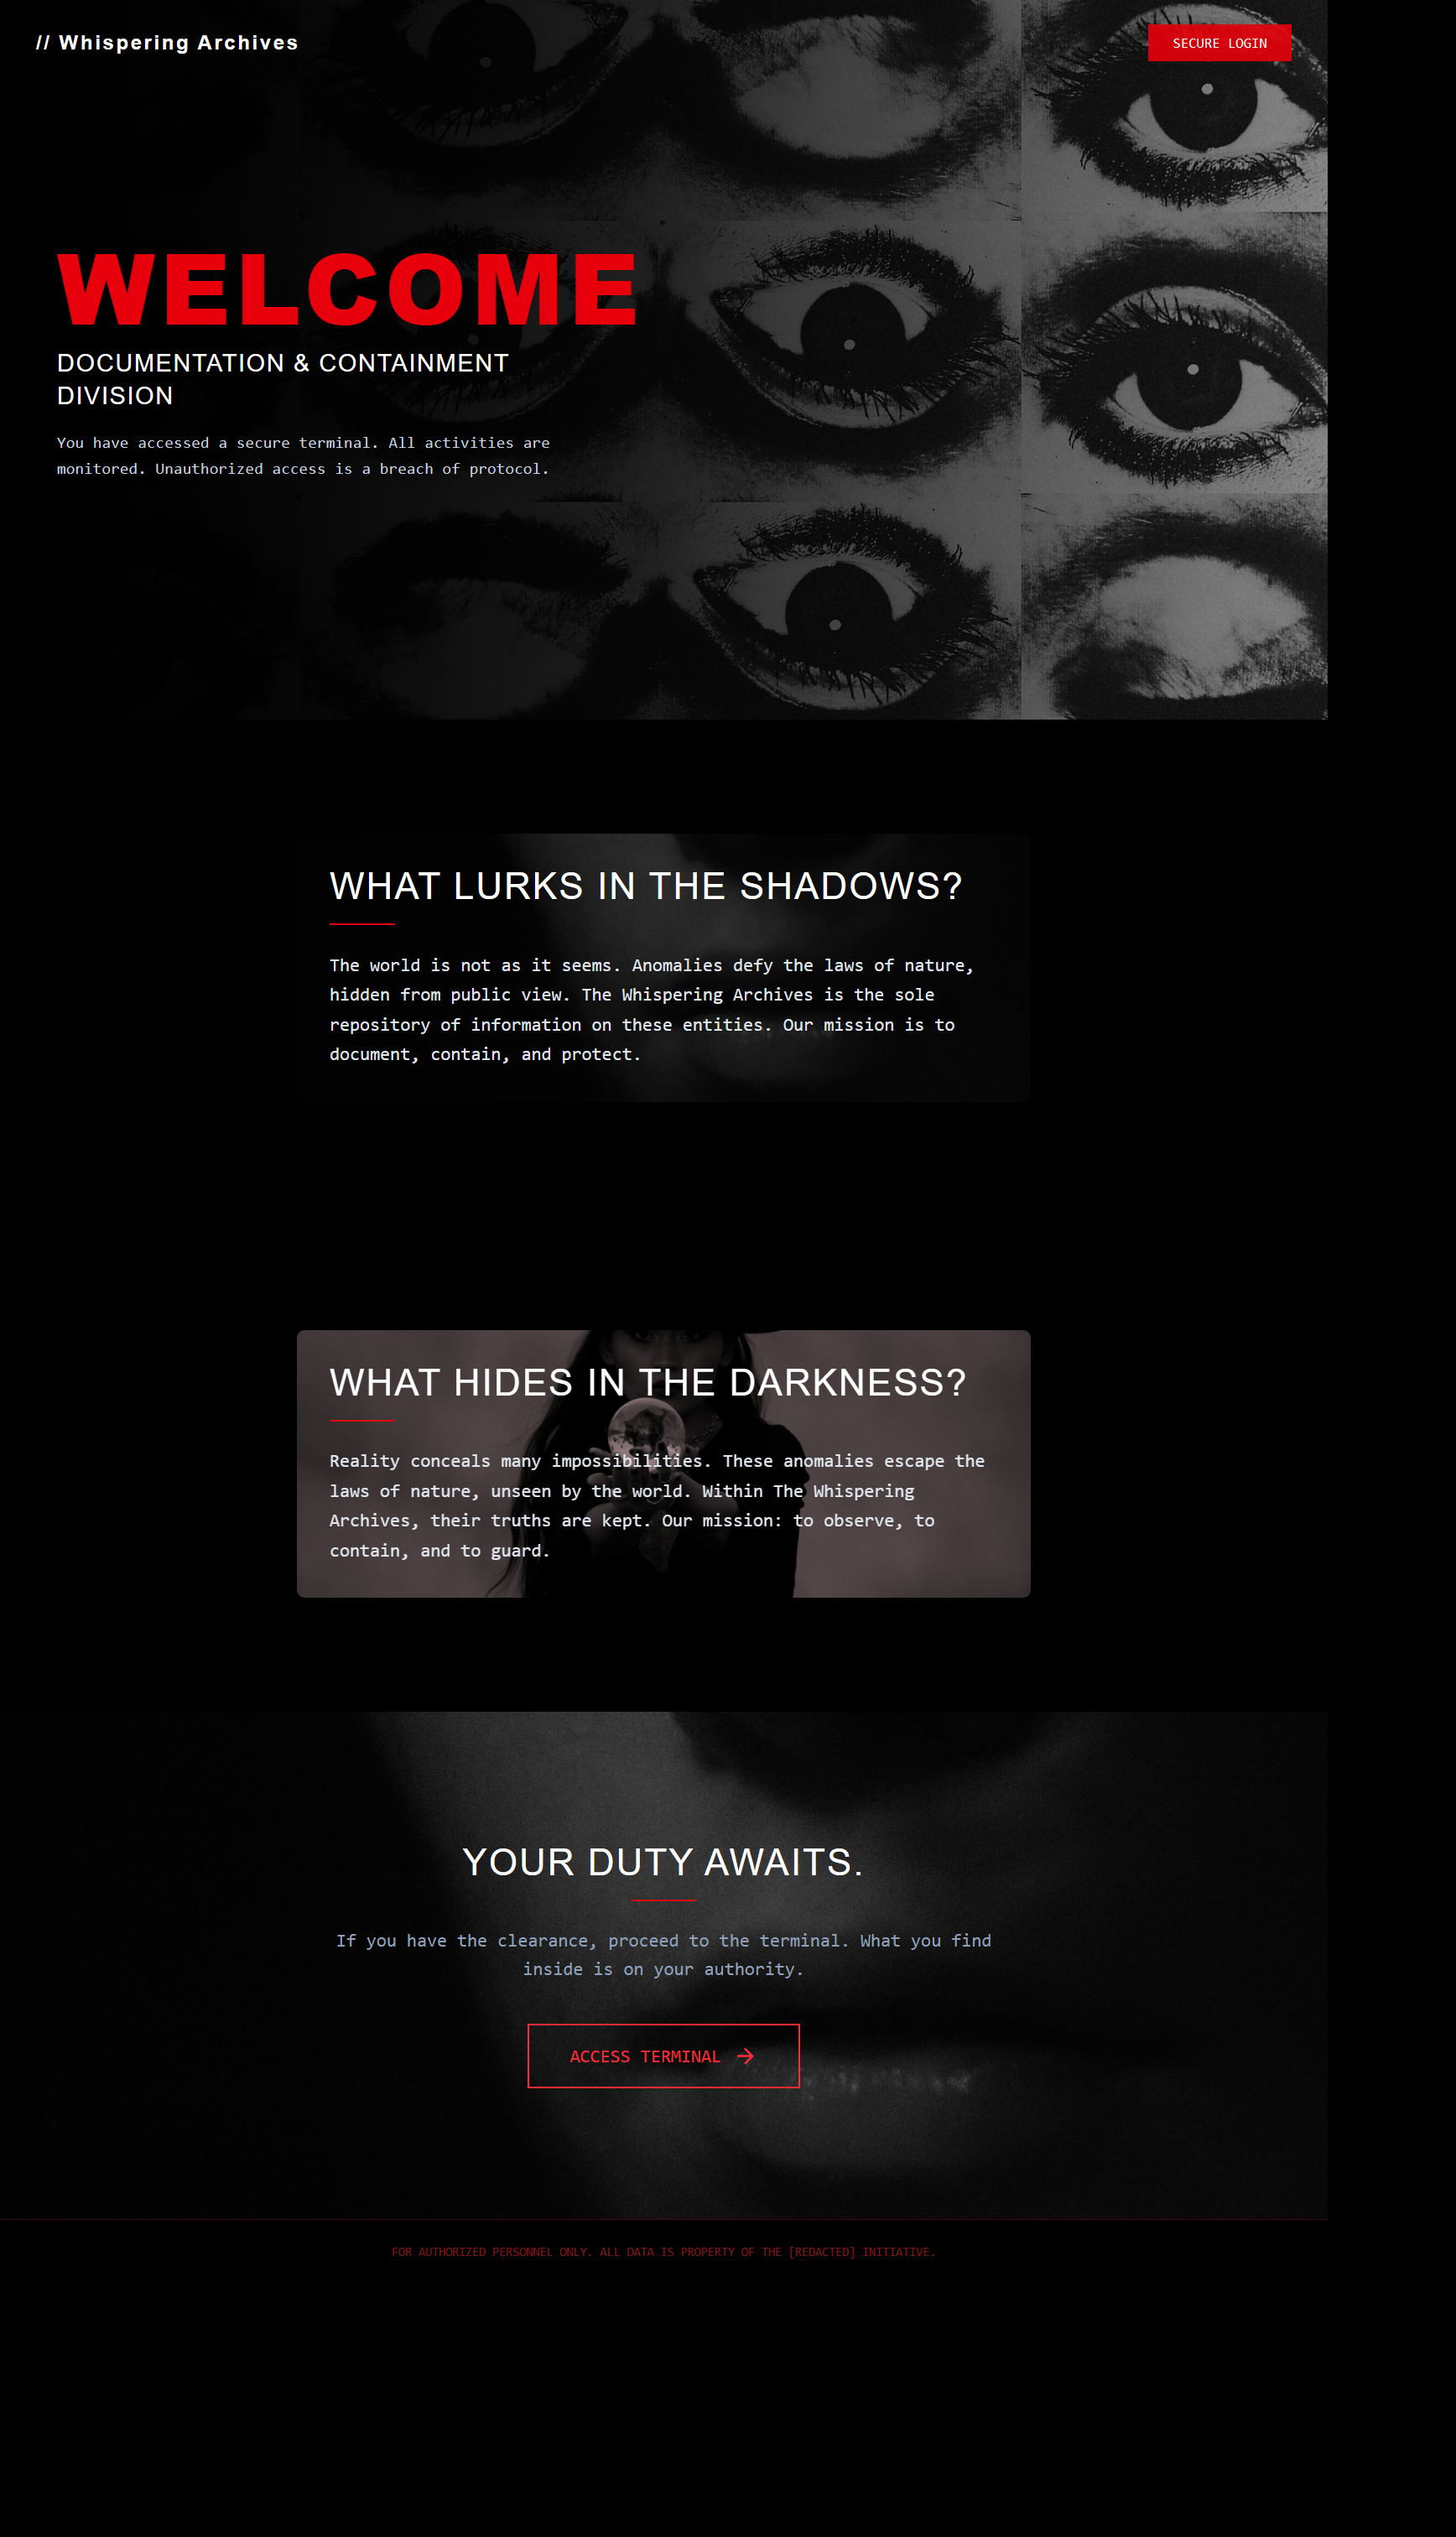 // Whispering Archives
SECURE LOGIN
WELCOME
DOCUMENTATION & CONTAINMENT
DIVISION
You have accessed a secure terminal. All activities are
monitored. Unauthorized access is a breach of protocol.
WHAT LURKS IN THE SHADOWS?
The world is not as it seems. Anomalies defy the laws of nature,
hidden from public view. The Whispering Archives is the sole
repository of information on these entities. Our mission is to
document, contain, and protect.
WHAT HIDES IN THE DARKNESS?
Reality conceals many impossibilities. These anomalies escape the
laws of nature, unseen by the world. Within The Whispering
Archives, their truths are kept. Our mission: to observe, to
contain, and to guard.
YOUR DUTY AWAITS.
If you have the clearance, proceed to the terminal. What you find
inside is on your authority.
ACCESS TERMINAL →
FOR AUTHORIZED PERSONNEL ONLY. ALL DATA IS PROPERTY OF THE [REDACTED] INITIATIVE.